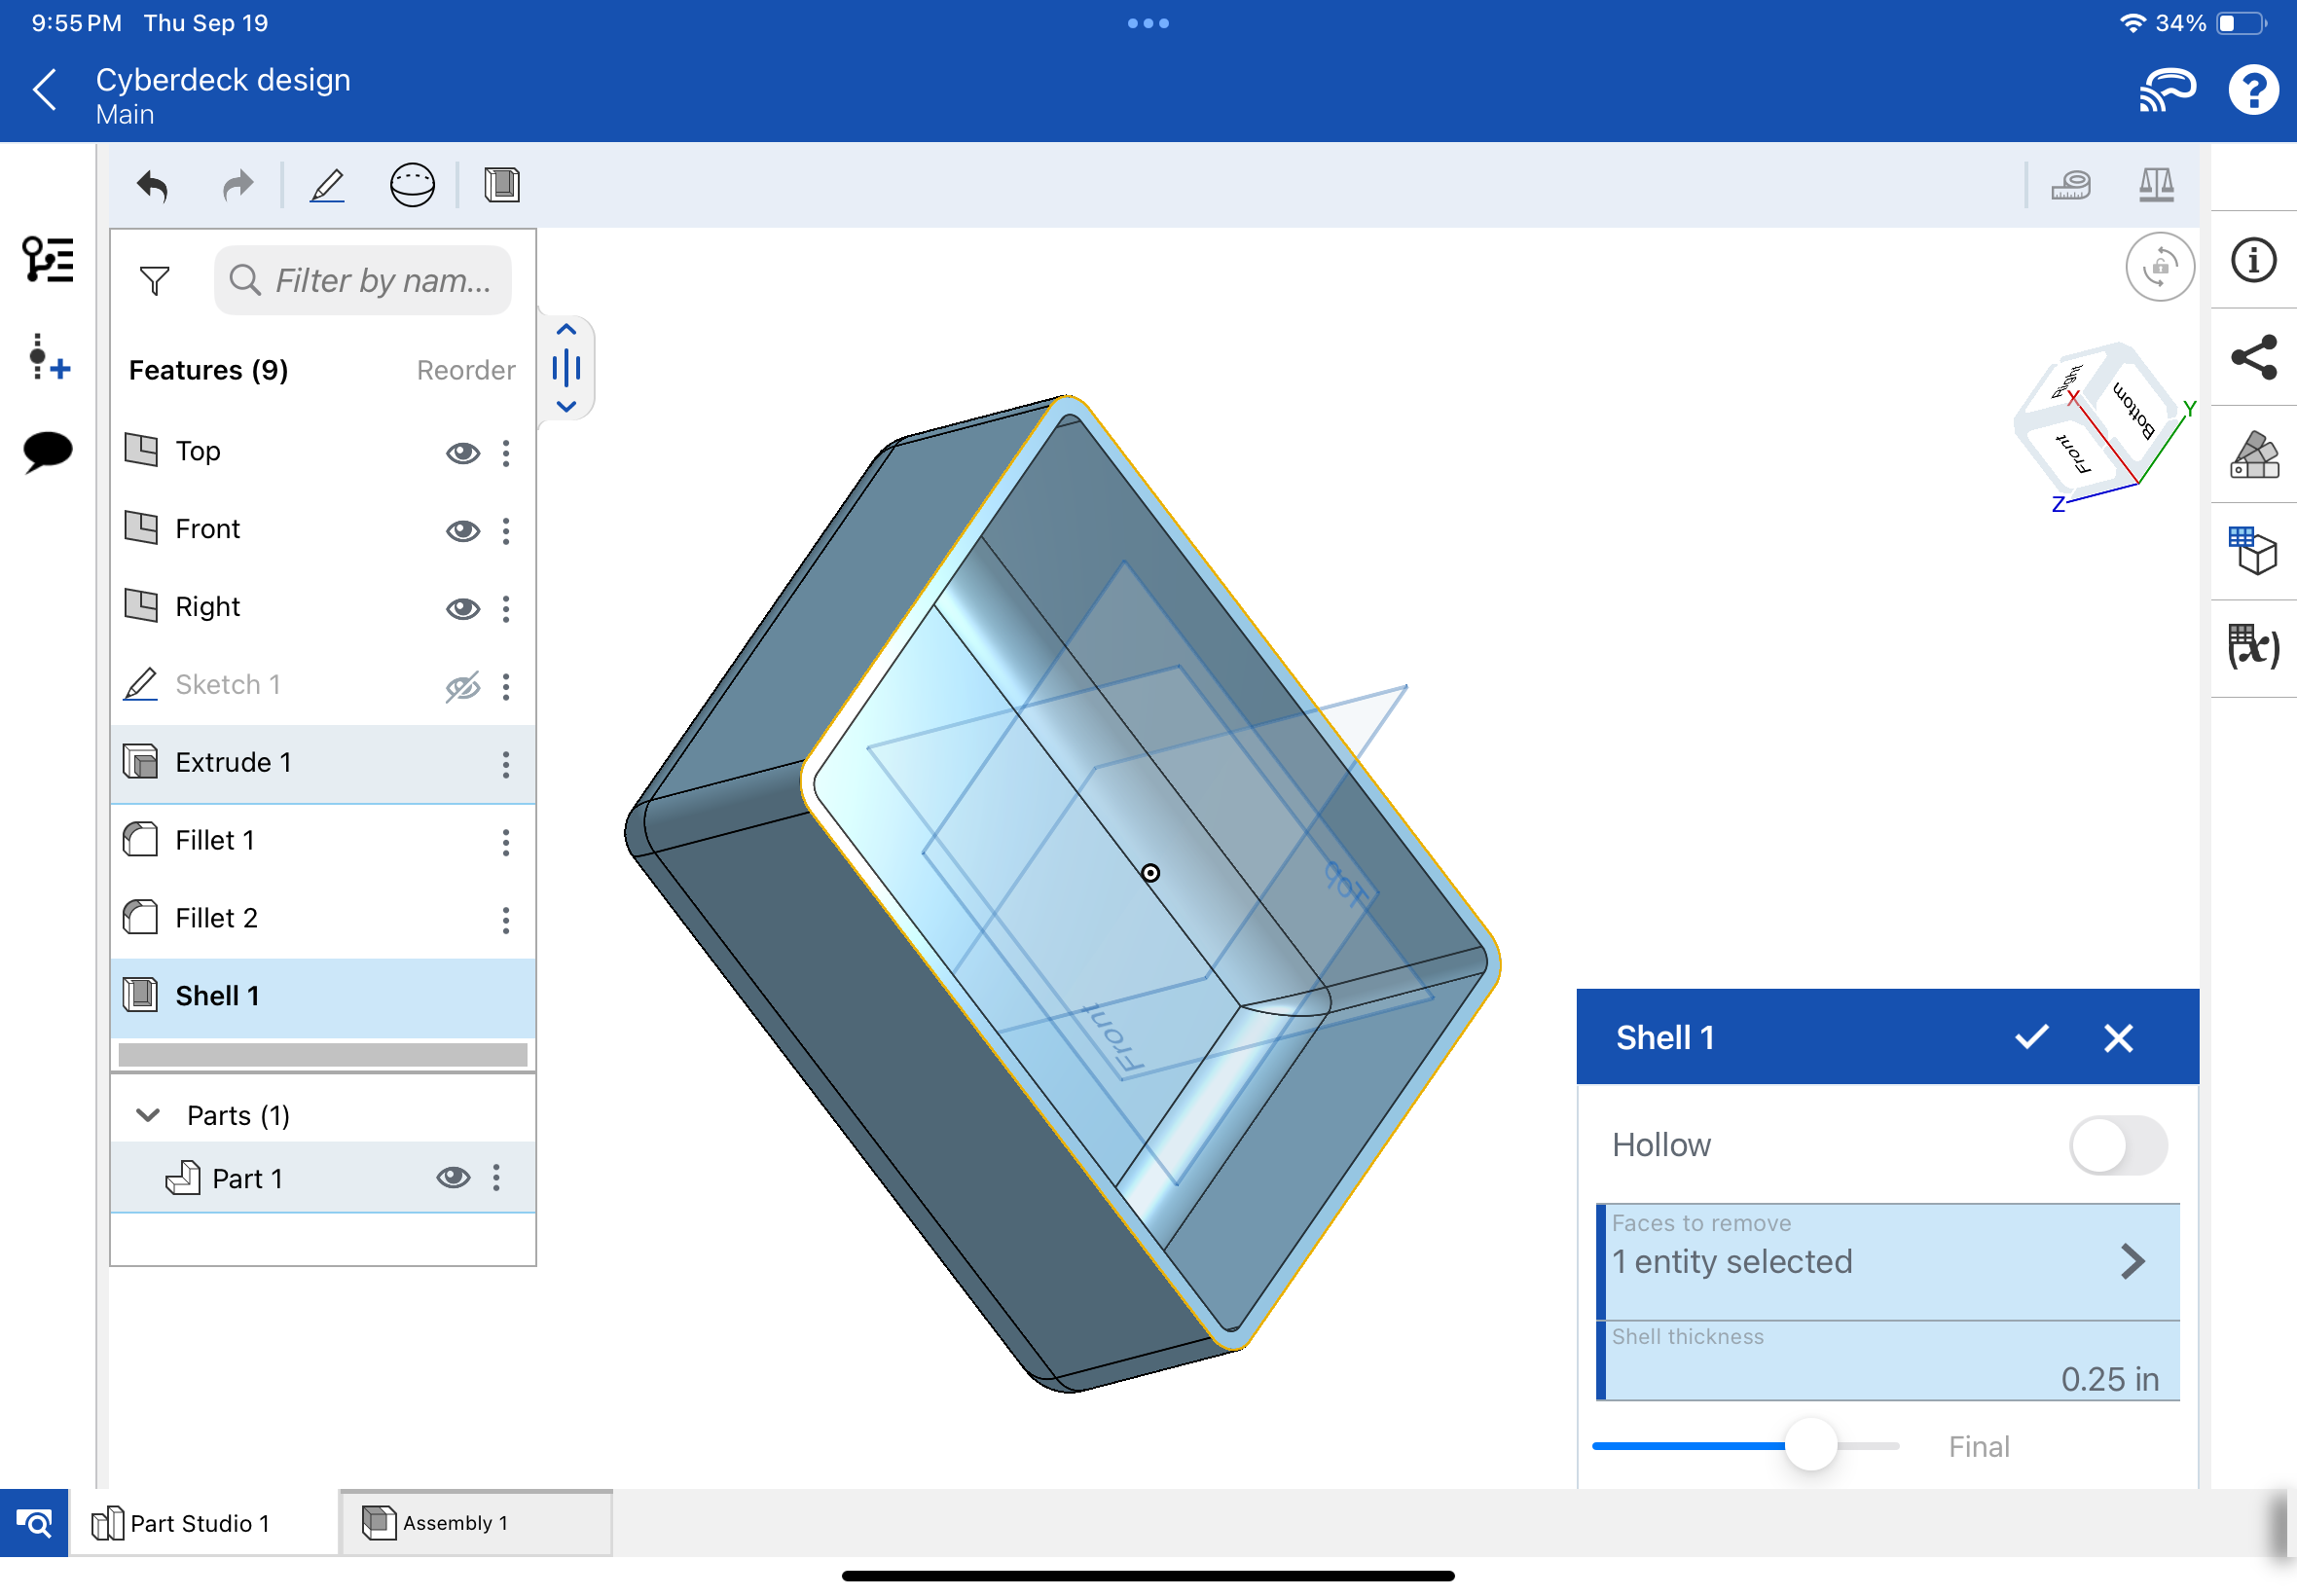 9:55 PM Thu Sep 19
34%
Cyberdeck design
Main
?
Filter by nam...
Features (9) Reorder
Top
Front
Right
Sketch 1
Extrude 1
Fillet 1
Fillet 2
Shell 1
Parts (1)
Part 1
Right
Bottom
Front
X
Y
Z
Top
Front
i
(x)
Shell 1
Hollow
Faces to remove
1 entity selected
Shell thickness
0.25 in
Final
Part Studio 1
Assembly 1